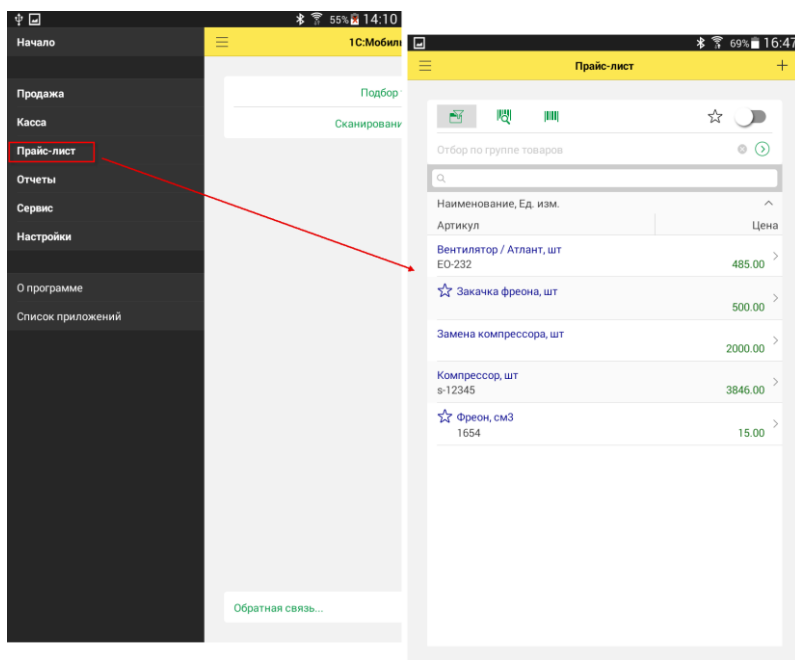 55% 14:10
Начало
1С:Мобил
Продажа
Касса
Прайс-лист
Отчеты
Сервис
Настройки
О программе
Список приложений
Подбор
Сканировани
Обратная связь...
69% 16:47
Прайс-лист
Отбор по группе товаров
Наименование, Ед. изм.
Артикул Цена
Вентилятор / Атлант, шт
EO-232 485.00
Закачка фреона, шт
500.00
Замена компрессора, шт
2000.00
Компрессор, шт
s-12345 3846.00
Фреон, см3
1654 15.00